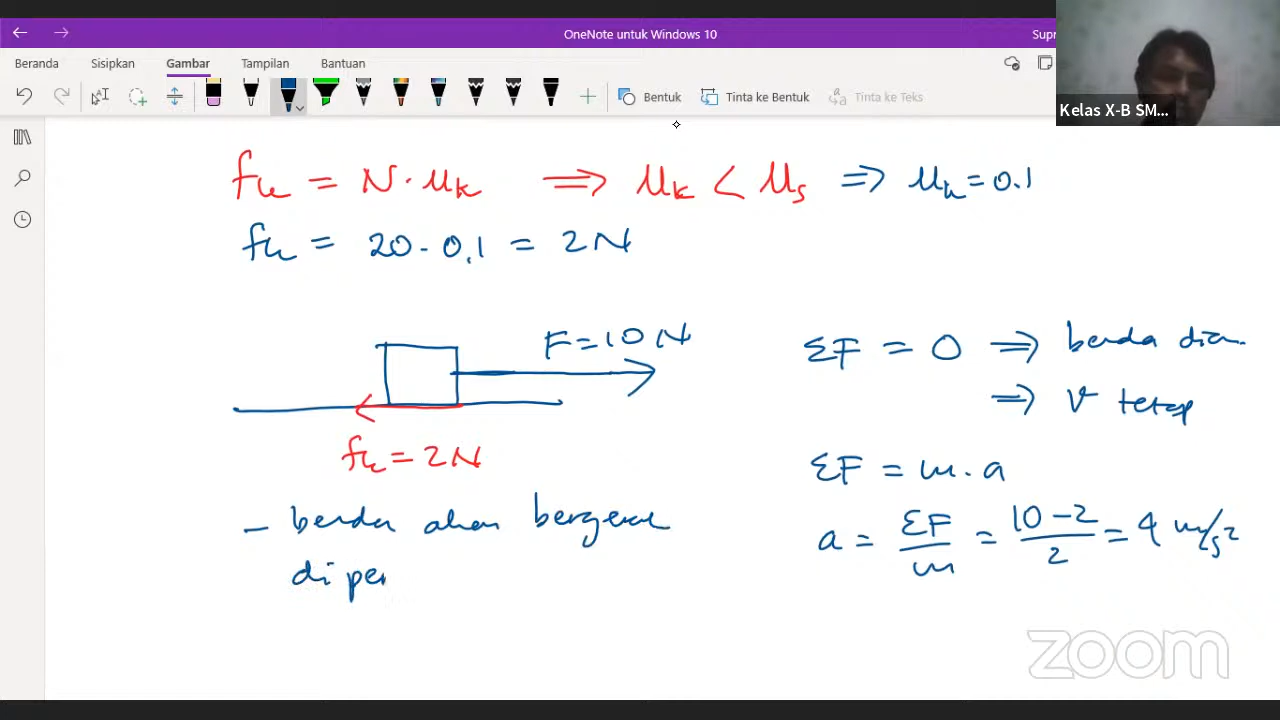 OneNote untuk Windows 10
Supr
Beranda Sisipkan Gambar Tampilan Bantuan
Bentuk Tinta ke Bentuk Tinta ke Teks
Kelas X-B SM...
fk = N · μk ⇒ μk < μs ⇒ μk = 0.1
fk = 20 - 0,1 = 2N
F = 10 N
fk = 2N
ΣF = 0 ⇒ benda diam
⇒ v tetap
ΣF = m · a
a = ΣF/m = 10 - 2/2 = 4 m/s²
- benda akan bergerak
diper
zoom